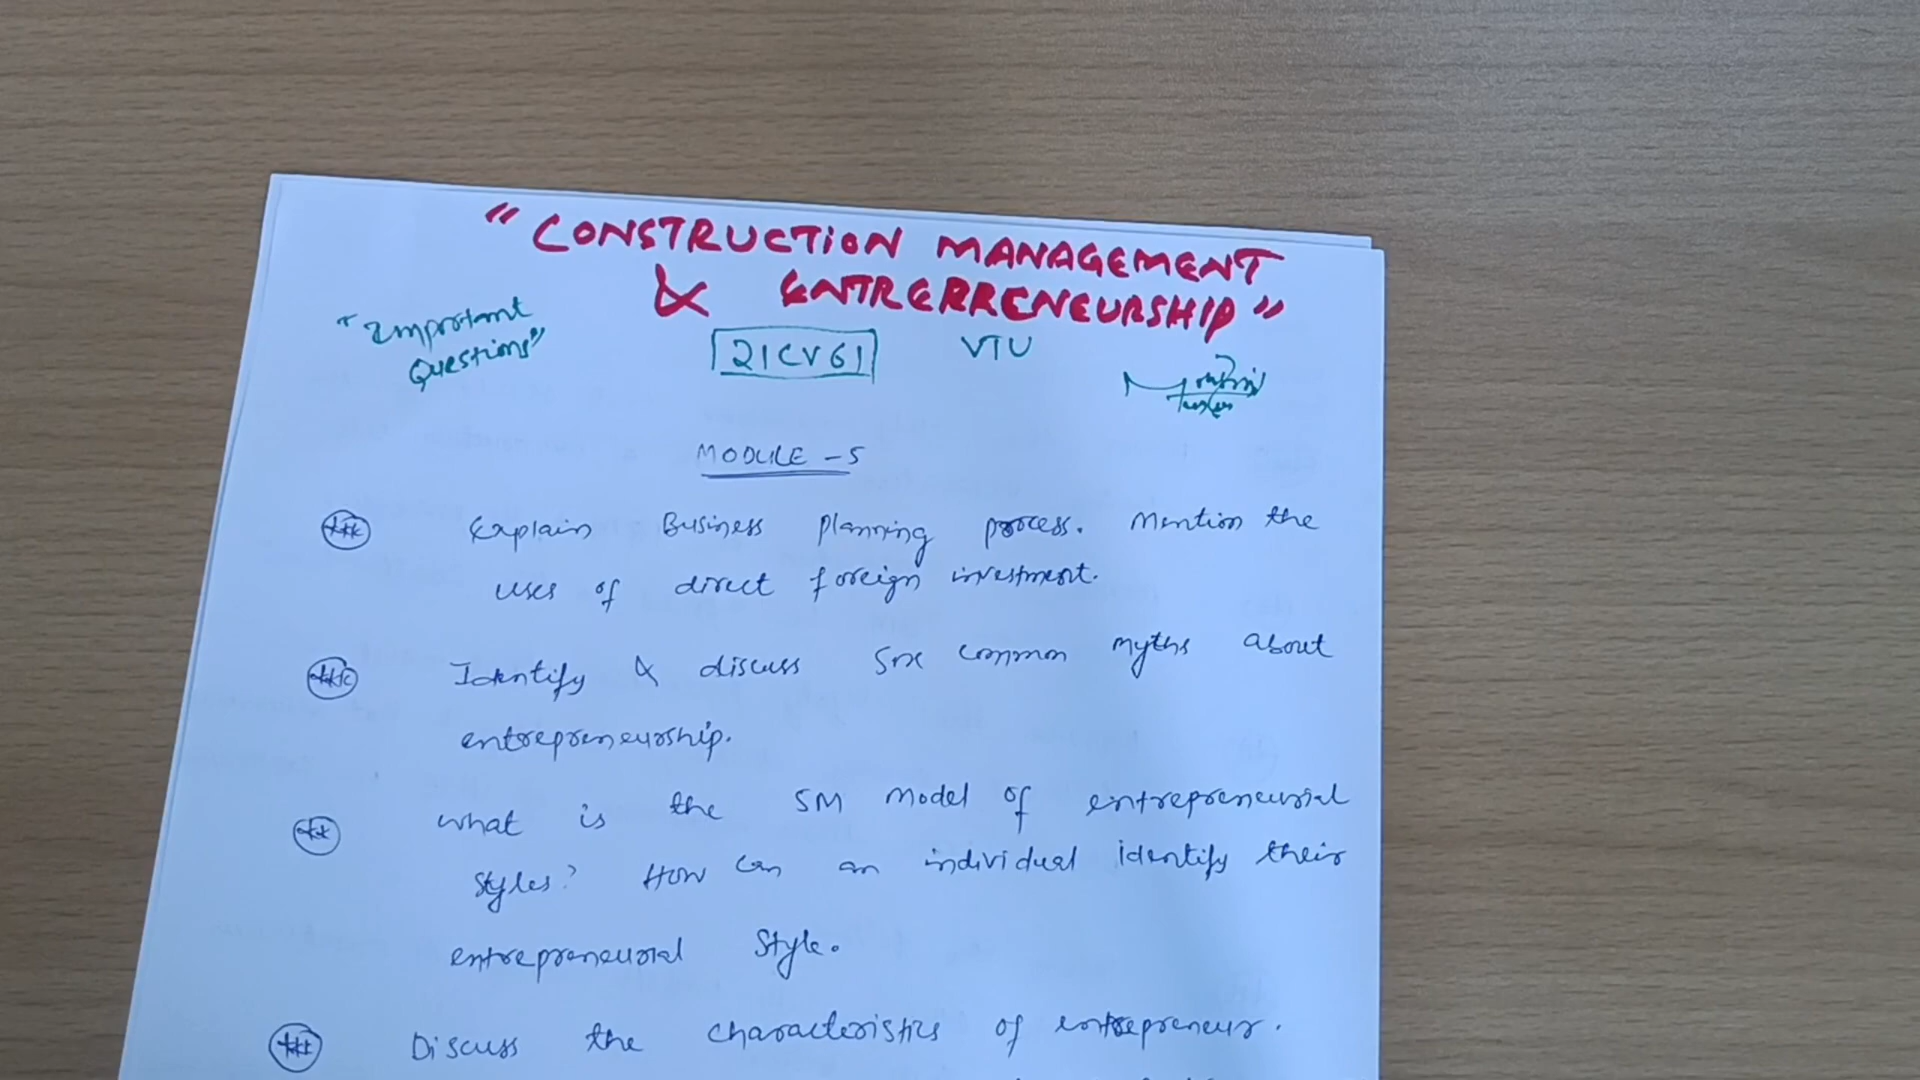 " CONSTRUCTION MANAGEMENT
& ENTRERRENEURSHIP"
"Important
Questions"
21CV61 VTU
MODULE - 5
*** Explain Business planning process. Mention the
uses of direct foreign investment.
*** Identify & discuss Six common myths about
entrepreneurship.
** what is the 5M Model of entrepreneurial
Styles? How can an individual identify their
entrepreneurial Style.
*** Discuss the characteristics of entrepreneur.